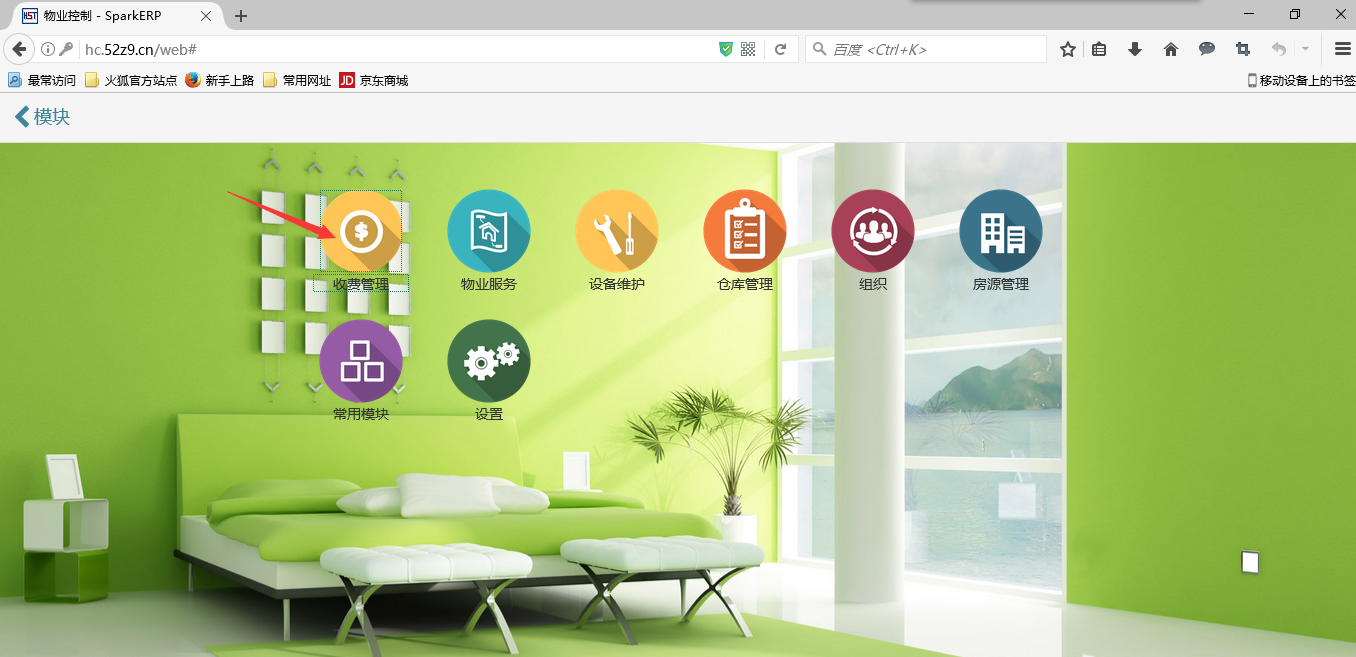 物业控制 - SparkERP
hc.52z9.cn/web#
百度 <Ctrl+K>
最常访问 火狐官方站点 新手上路 常用网址 JD 京东商城 移动设备上的书签
模块
收费管理 物业服务 设备维护 仓库管理 组织 房源管理
常用模块 设置